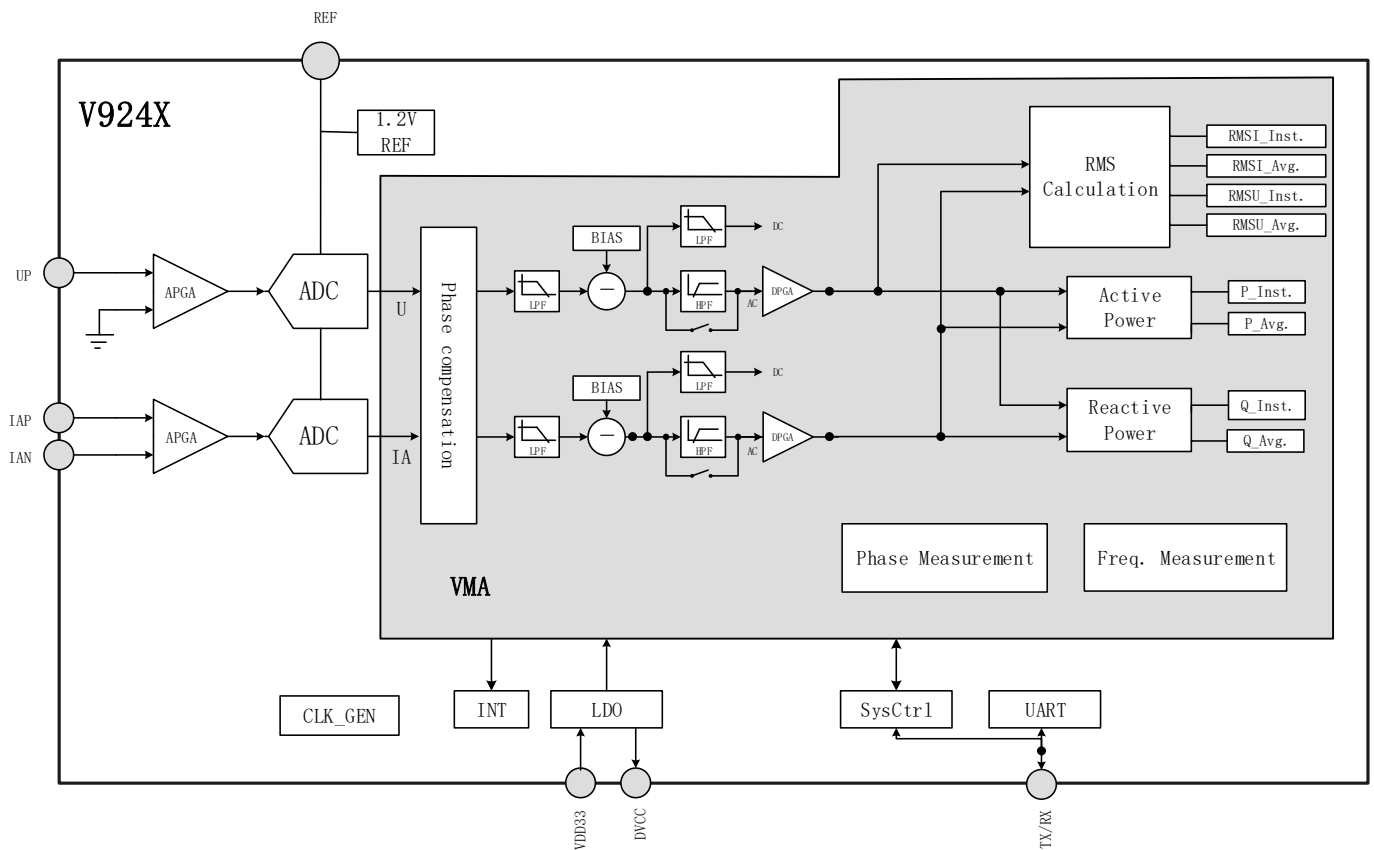 REF
V924X
1.2V
REF
RMS
Calculation
RMSI_Inst.
RMSI_Avg.
RMSU_Inst.
RMSU_Avg.
BIAS
LPF
DC
UP
APGA
ADC
U
Phase compensation
LPF
−
HPF
AC
DPGA
Active
Power
P_Inst.
P_Avg.
BIAS
LPF
DC
IAP
IAN
APGA
ADC
IA
LPF
−
HPF
AC
DPGA
Reactive
Power
Q_Inst.
Q_Avg.
Phase Measurement
Freq. Measurement
VMA
CLK_GEN
INT
LDO
SysCtrl
UART
VDD33
DVCC
TX/RX